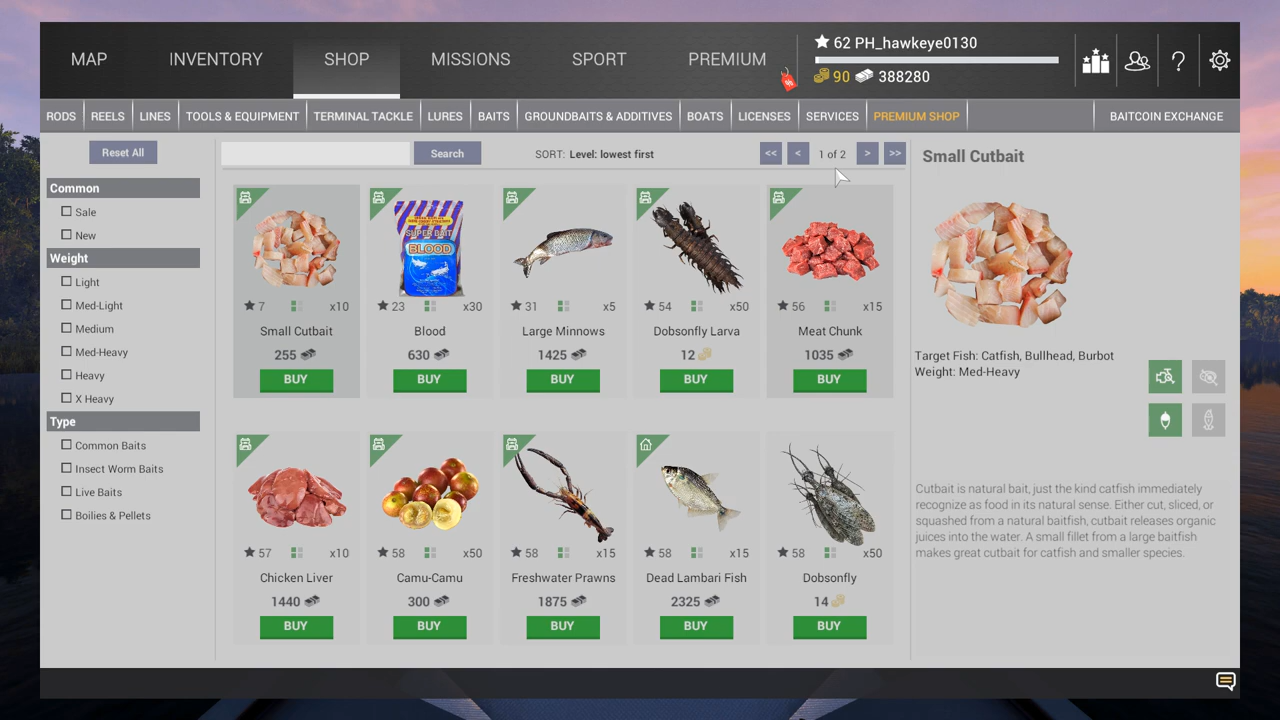 MAP
INVENTORY
SHOP
MISSIONS
SPORT
PREMIUM
62 PH_hawkeye0130
90 388280
RODS
REELS
LINES
TOOLS & EQUIPMENT
TERMINAL TACKLE
LURES
BAITS
GROUNDBAITS & ADDITIVES
BOATS
LICENSES
SERVICES
PREMIUM SHOP
BAITCOIN EXCHANGE
Reset All
Common
Sale
New
Weight
Light
Med-Light
Medium
Med-Heavy
Heavy
X Heavy
Type
Common Baits
Insect Worm Baits
Live Baits
Boilies & Pellets
Search
SORT: Level: lowest first
<< < 1 of 2 > >>
7 x10
Small Cutbait
255
BUY
SUPER BAIT
BLOOD
23 x30
Blood
630
BUY
31 x5
Large Minnows
1425
BUY
54 x50
Dobsonfly Larva
12
BUY
56 x15
Meat Chunk
1035
BUY
57 x10
Chicken Liver
1440
BUY
58 x50
Camu-Camu
300
BUY
58 x15
Freshwater Prawns
1875
BUY
58 x15
Dead Lambari Fish
2325
BUY
58 x50
Dobsonfly
14
BUY
Small Cutbait
Target Fish: Catfish, Bullhead, Burbot
Weight: Med-Heavy
Cutbait is natural bait, just the kind catfish immediately
recognize as food in its natural sense. Either cut, sliced, or
squashed from a natural baitfish, cutbait releases organic
juices into the water. A small fillet from a large baitfish
makes great cutbait for catfish and smaller species.